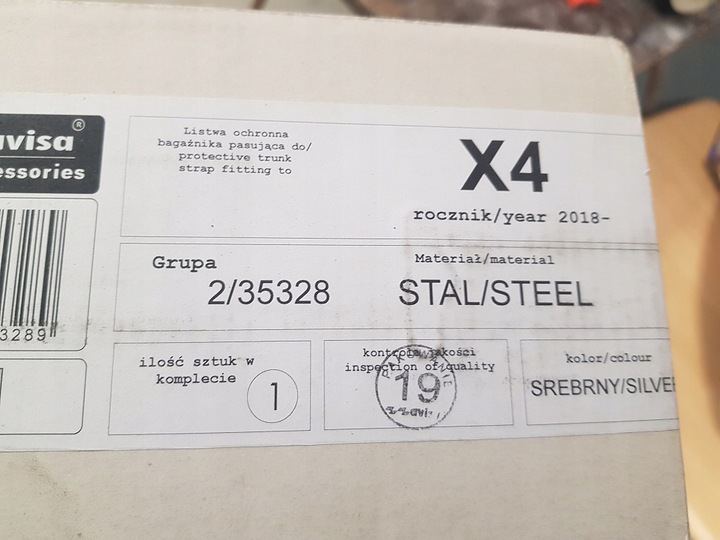 avisa®
essories
Listwa ochronna
bagażnika pasująca do/
protective trunk
strap fitting to
X4
rocznik/year 2018-
Grupa
2/35328
Materiał/material
STAL/STEEL
3289
ilość sztuk w
komplecie
1
kontrola jakości
inspection of quality
19
kolor/colour
SREBRNY/SILVER